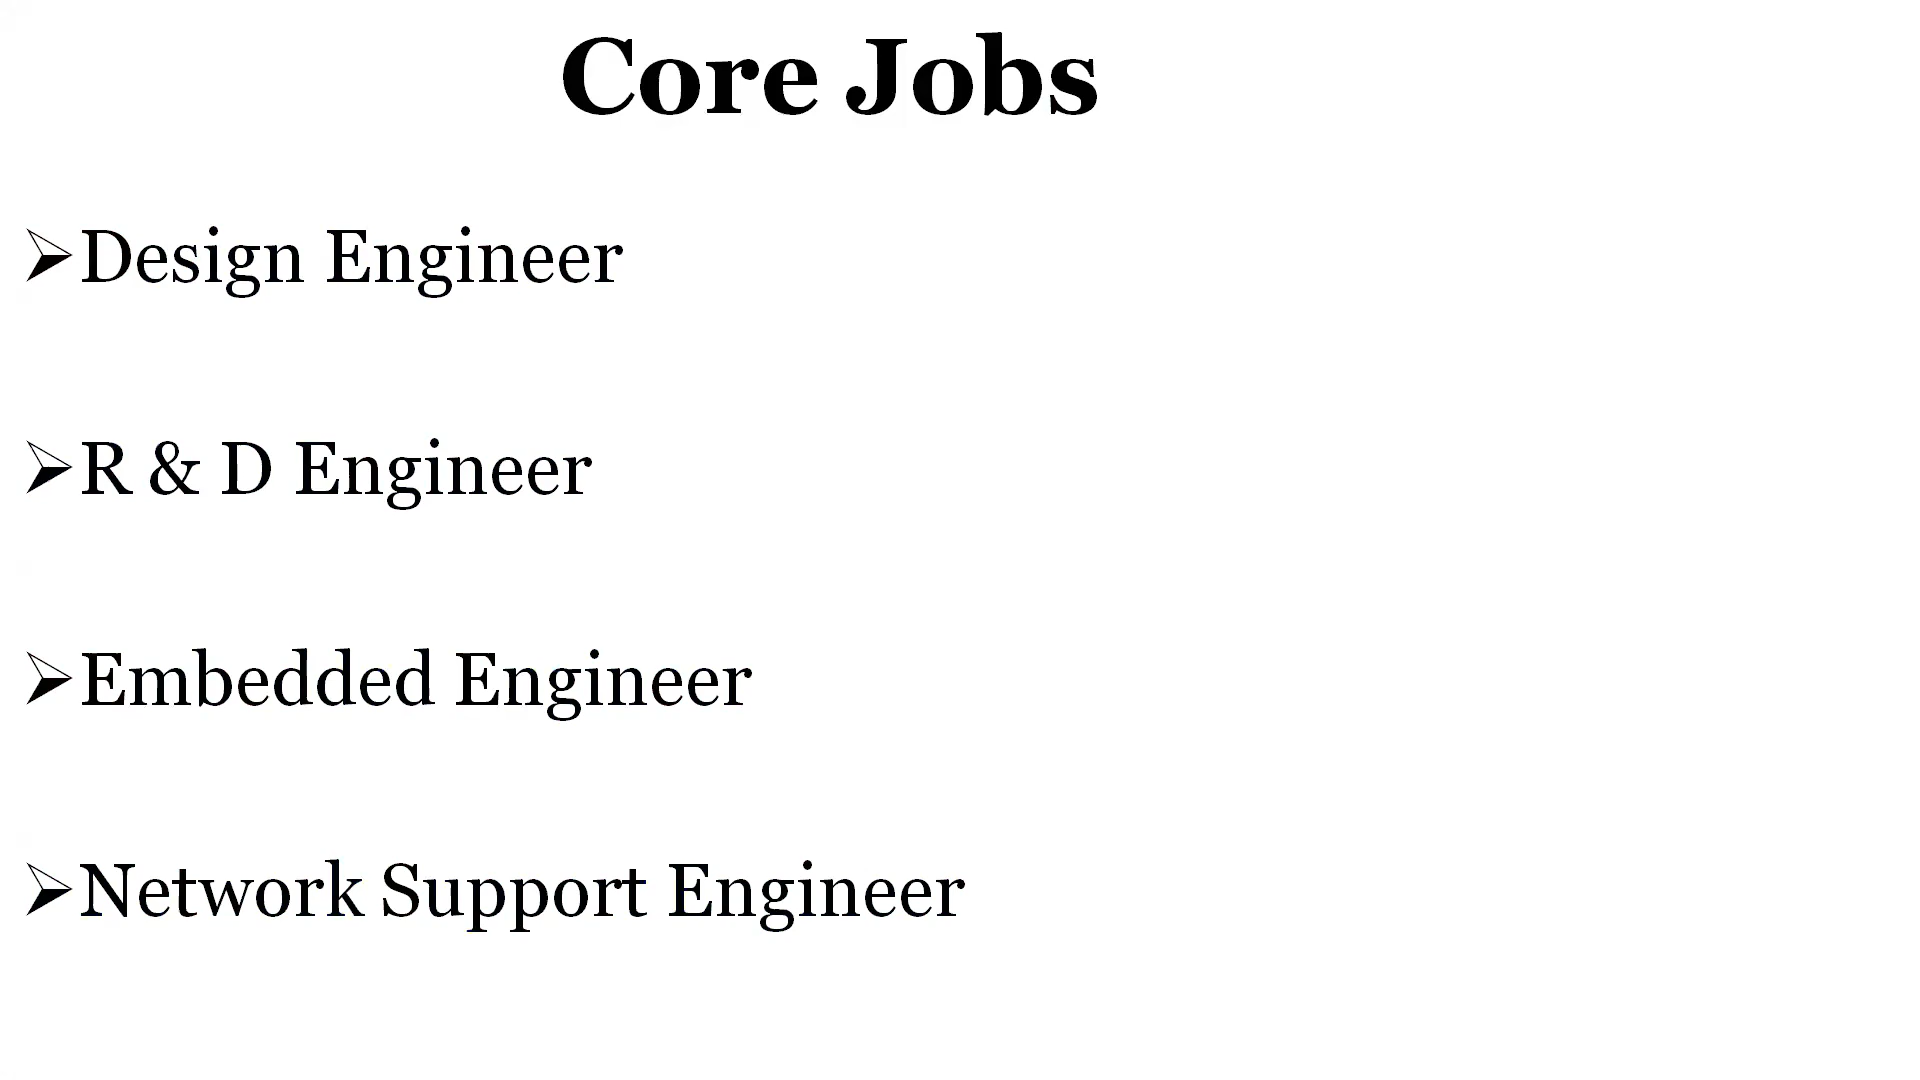 Core Jobs
➢Design Engineer
➢R & D Engineer
➢Embedded Engineer
➢Network Support Engineer